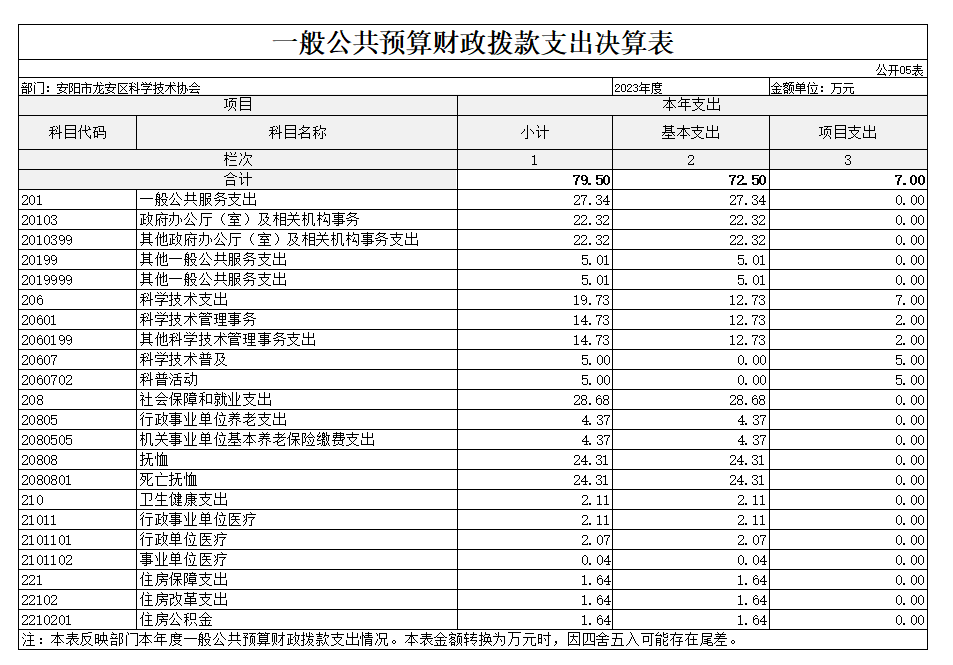 一般公共预算财政拨款支出决算表
公开05表
部门：安阳市龙安区科学技术协会 2023年度 金额单位：万元
项目 本年支出
科目代码 科目名称 小计 基本支出 项目支出
栏次 1 2 3
合计 79.50 72.50 7.00
201 一般公共服务支出 27.34 27.34 0.00
20103 政府办公厅（室）及相关机构事务 22.32 22.32 0.00
2010399 其他政府办公厅（室）及相关机构事务支出 22.32 22.32 0.00
20199 其他一般公共服务支出 5.01 5.01 0.00
2019999 其他一般公共服务支出 5.01 5.01 0.00
206 科学技术支出 19.73 12.73 7.00
20601 科学技术管理事务 14.73 12.73 2.00
2060199 其他科学技术管理事务支出 14.73 12.73 2.00
20607 科学技术普及 5.00 0.00 5.00
2060702 科普活动 5.00 0.00 5.00
208 社会保障和就业支出 28.68 28.68 0.00
20805 行政事业单位养老支出 4.37 4.37 0.00
2080505 机关事业单位基本养老保险缴费支出 4.37 4.37 0.00
20808 抚恤 24.31 24.31 0.00
2080801 死亡抚恤 24.31 24.31 0.00
210 卫生健康支出 2.11 2.11 0.00
21011 行政事业单位医疗 2.11 2.11 0.00
2101101 行政单位医疗 2.07 2.07 0.00
2101102 事业单位医疗 0.04 0.04 0.00
221 住房保障支出 1.64 1.64 0.00
22102 住房改革支出 1.64 1.64 0.00
2210201 住房公积金 1.64 1.64 0.00
注：本表反映部门本年度一般公共预算财政拨款支出情况。本表金额转换为万元时，因四舍五入可能存在尾差。